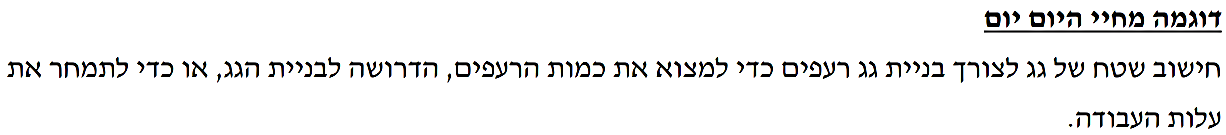 דוגמה מחיי היום יום
חישוב שטח של גג לצורך בניית גג רעפים כדי למצוא את כמות הרעפים, הדרושה לבניית הגג, או כדי לתמחר את
עלות העבודה.